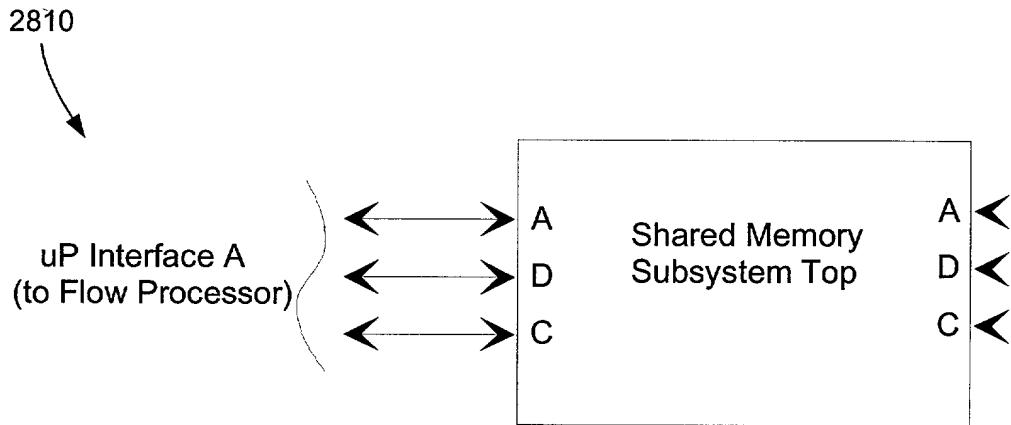 2810
uP Interface A
(to Flow Processor)
A
D
C
Shared Memory
Subsystem Top
A
D
C